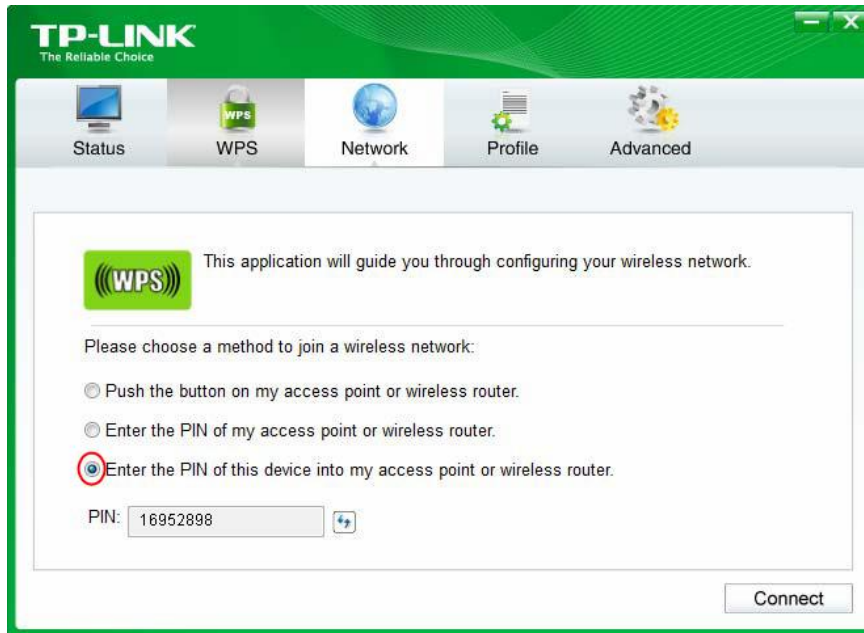 TP-LINK
The Reliable Choice
Status WPS Network Profile Advanced
WPS
(((WPS)))
This application will guide you through configuring your wireless network.
Please choose a method to join a wireless network:
Push the button on my access point or wireless router.
Enter the PIN of my access point or wireless router.
Enter the PIN of this device into my access point or wireless router.
PIN: 16952898
Connect